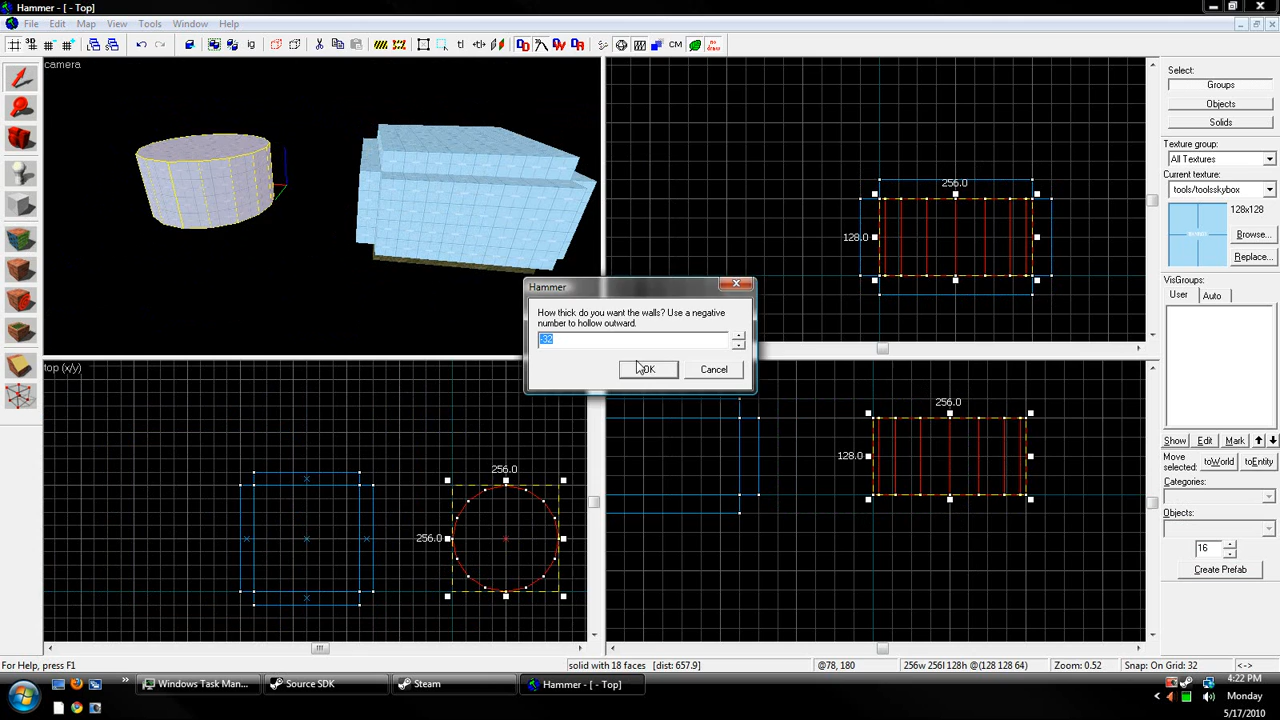 Hammer - [ - Top]
File Edit Map View Tools Instancing Window Help
CM
camera
256.0
128.0
Select:
Groups
Objects
Solids
Texture group:
All Textures
Current texture:
tools/toolsskybox
128x128
Browse...
Replace...
VisGroups:
User Auto
Hammer
How thick do you want the walls? Use a negative
number to hollow outward.
-32
OK Cancel
top (x/y)
256.0
256.0
256.0
128.0
Show Edit Mark
Move
selected:
toWorld toEntity
Categories:
Objects:
16
Create Prefab
For Help, press F1
solid with 18 faces [dist: 657.9]
@78, 180
256w 256l 128h @(128 128 64)
Zoom: 0.52
Snap: On Grid: 32
<->
Windows Task Man...
Source SDK
Steam
Hammer - [ - Top]
4:22 PM
Monday
5/17/2010